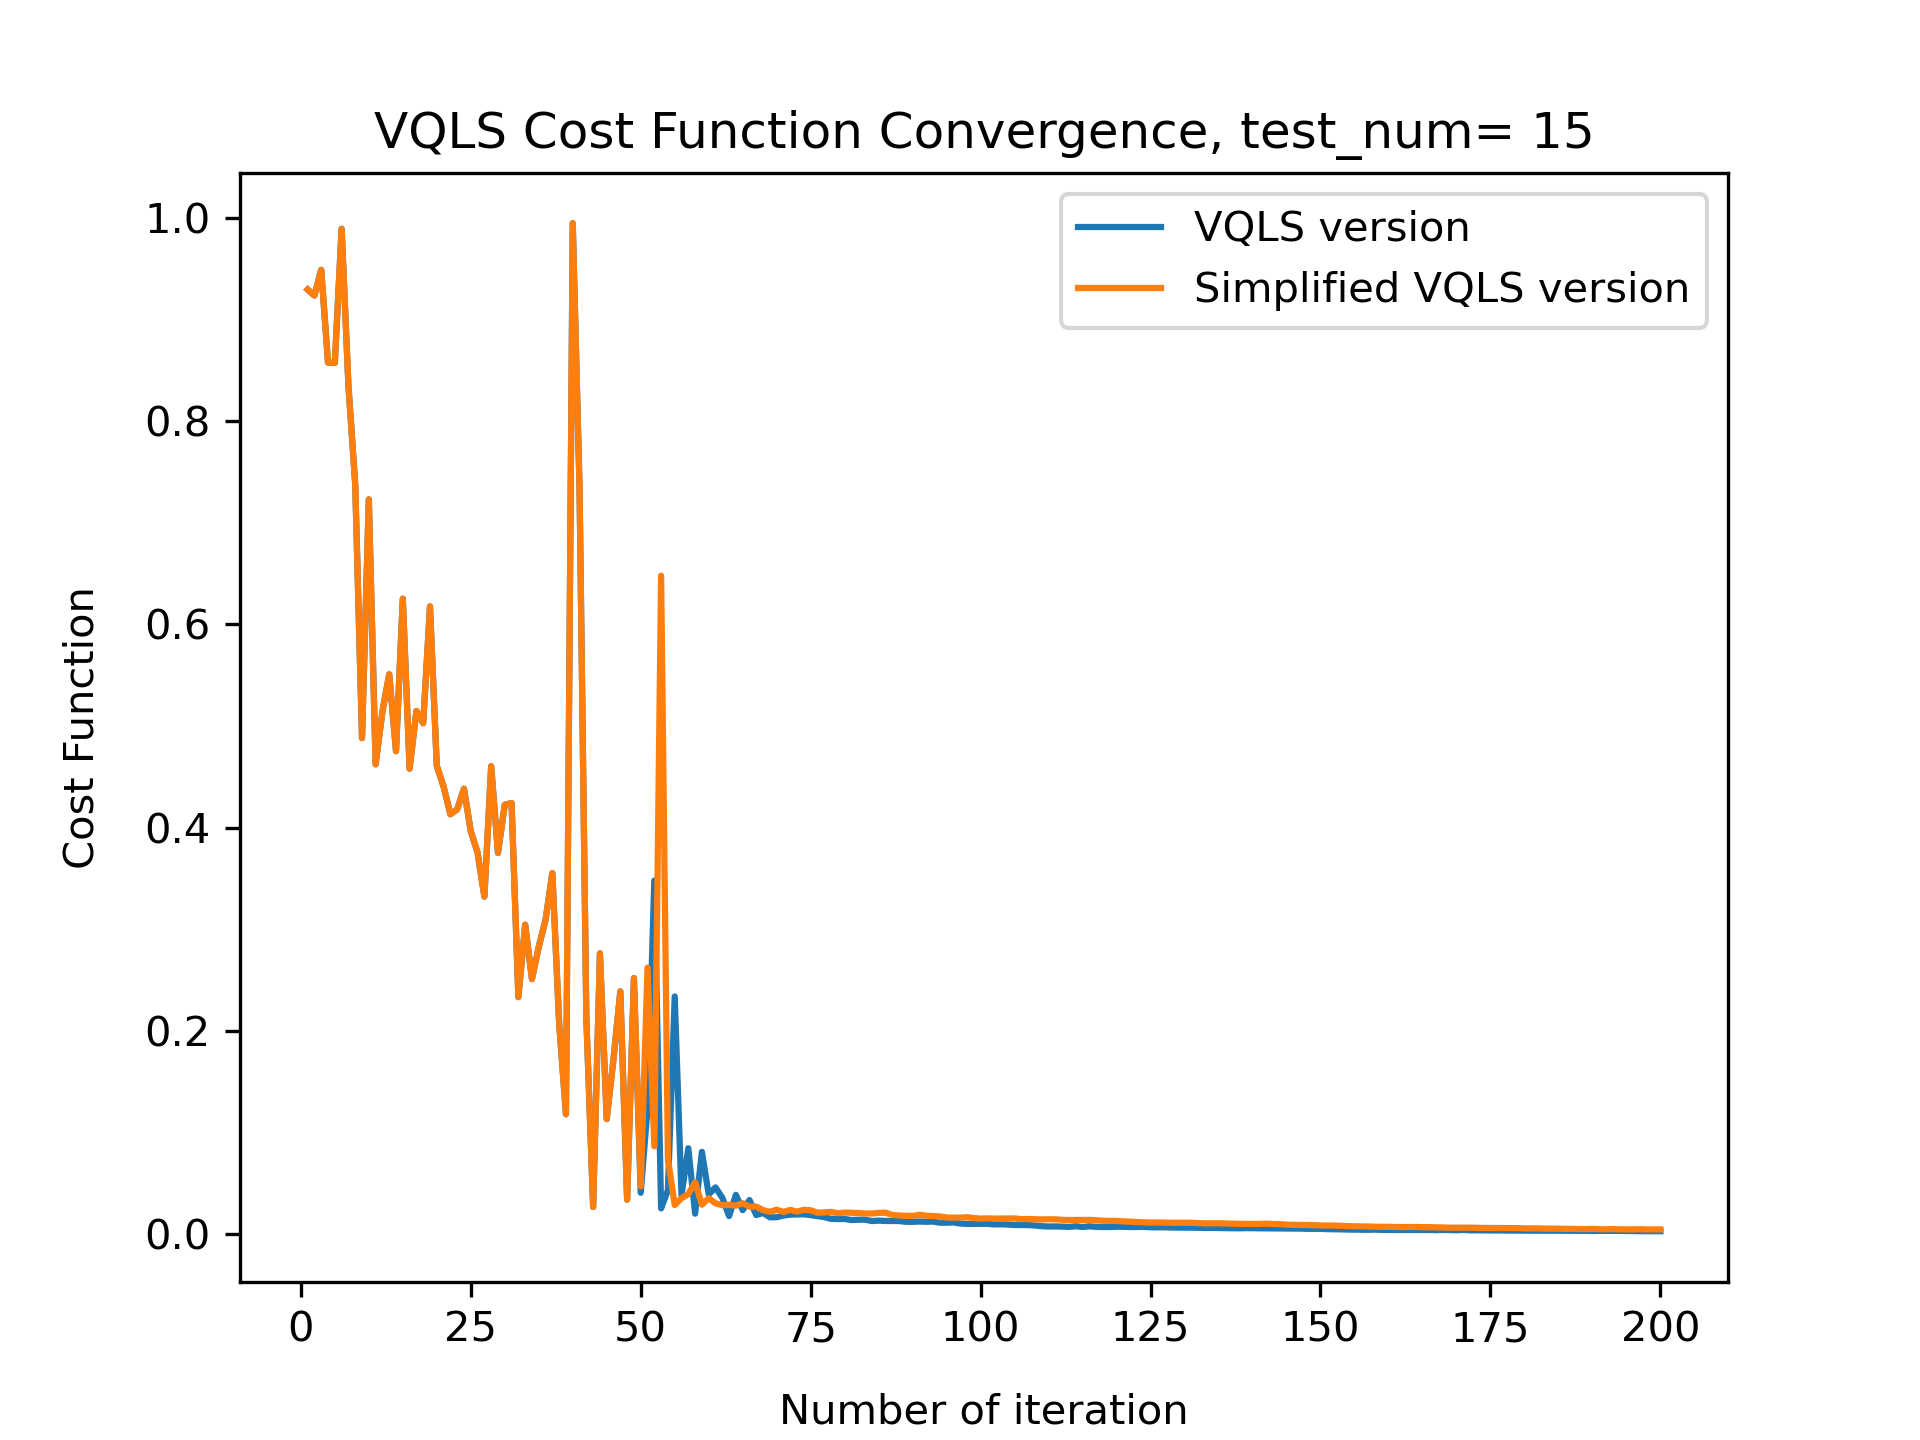 VQLS Cost Function Convergence, test_num= 15
VQLS version
Simplified VQLS version
1.0
0.8
0.6
0.4
0.2
0.0
Cost Function
0 25 50 75 100 125 150 175 200
Number of iteration